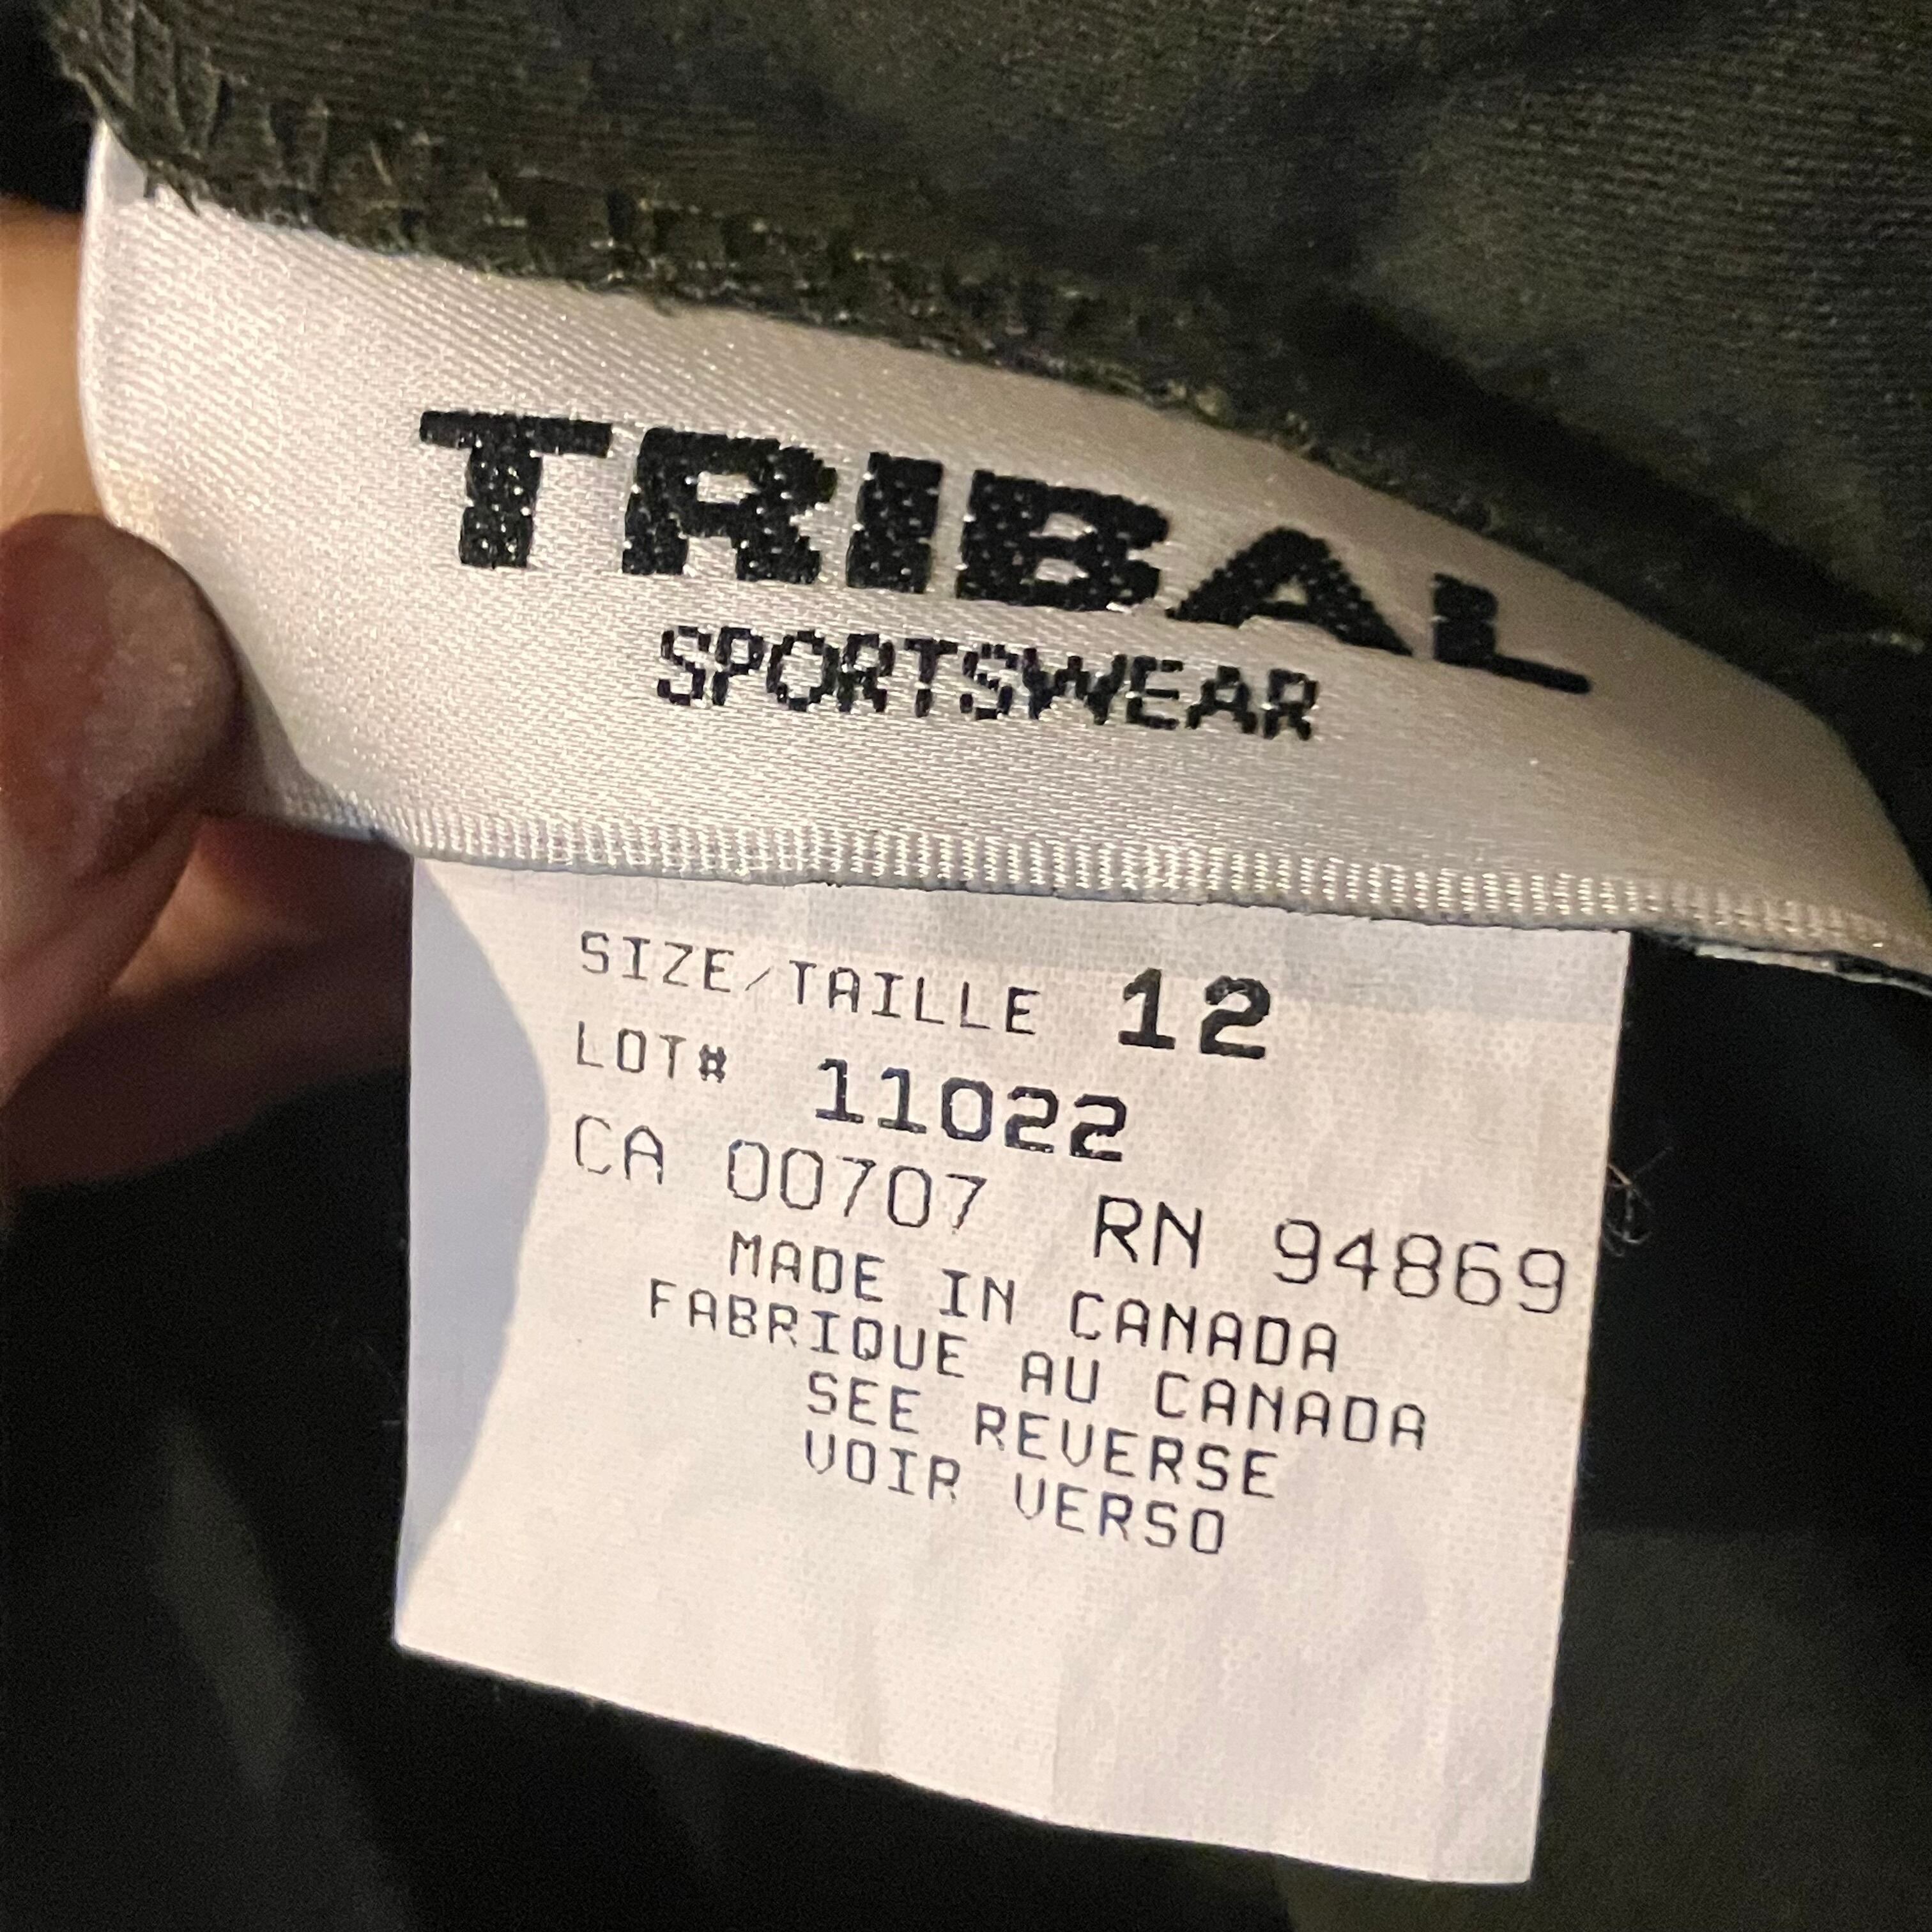 TRIBAL
SPORTSWEAR
SIZE/TAILLE 12
LOT# 11022
CA 00707 RN 94869
MADE IN CANADA
FABRIQUE AU CANADA
SEE REVERSE
VOIR VERSO